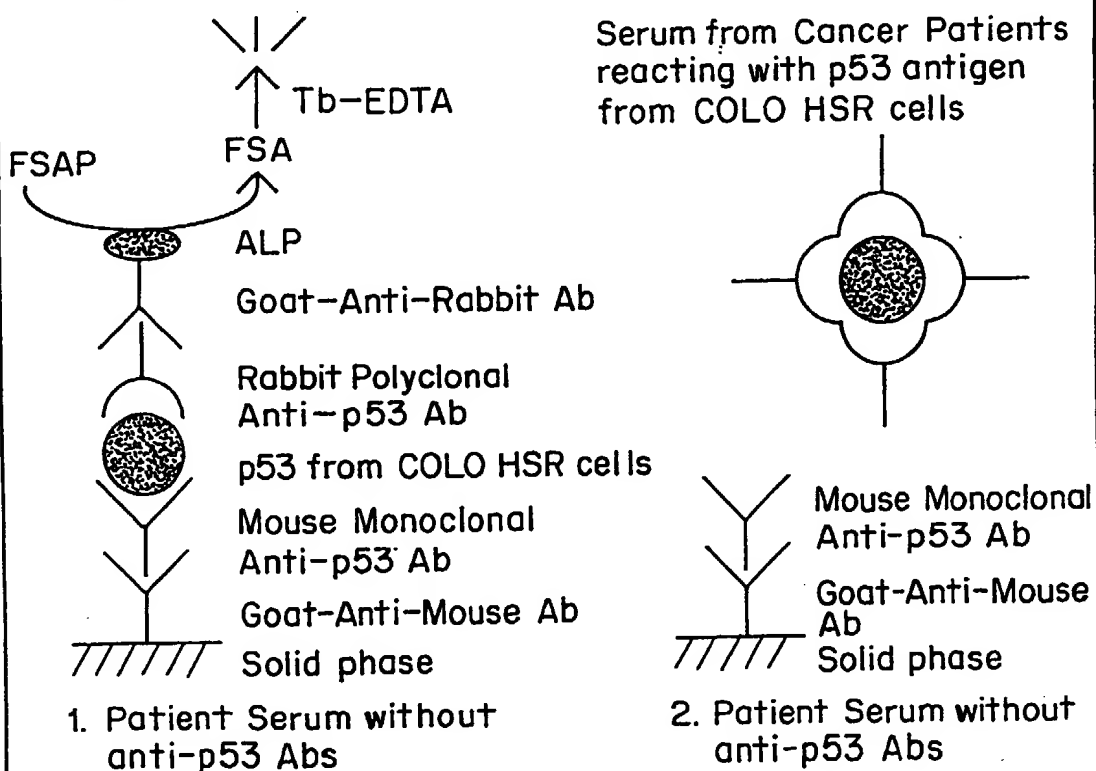 Tb-EDTA
FSAP
FSA
ALP
Goat-Anti-Rabbit Ab
Rabbit Polyclonal
Anti-p53 Ab
p53 from COLO HSR cells
Mouse Monoclonal
Anti-p53 Ab
Goat-Anti-Mouse Ab
Solid phase
1. Patient Serum without
anti-p53 Abs
Serum from Cancer Patients
reacting with p53 antigen
from COLO HSR cells
Mouse Monoclonal
Anti-p53 Ab
Goat-Anti-Mouse
Ab
Solid phase
2. Patient Serum without
anti-p53 Abs